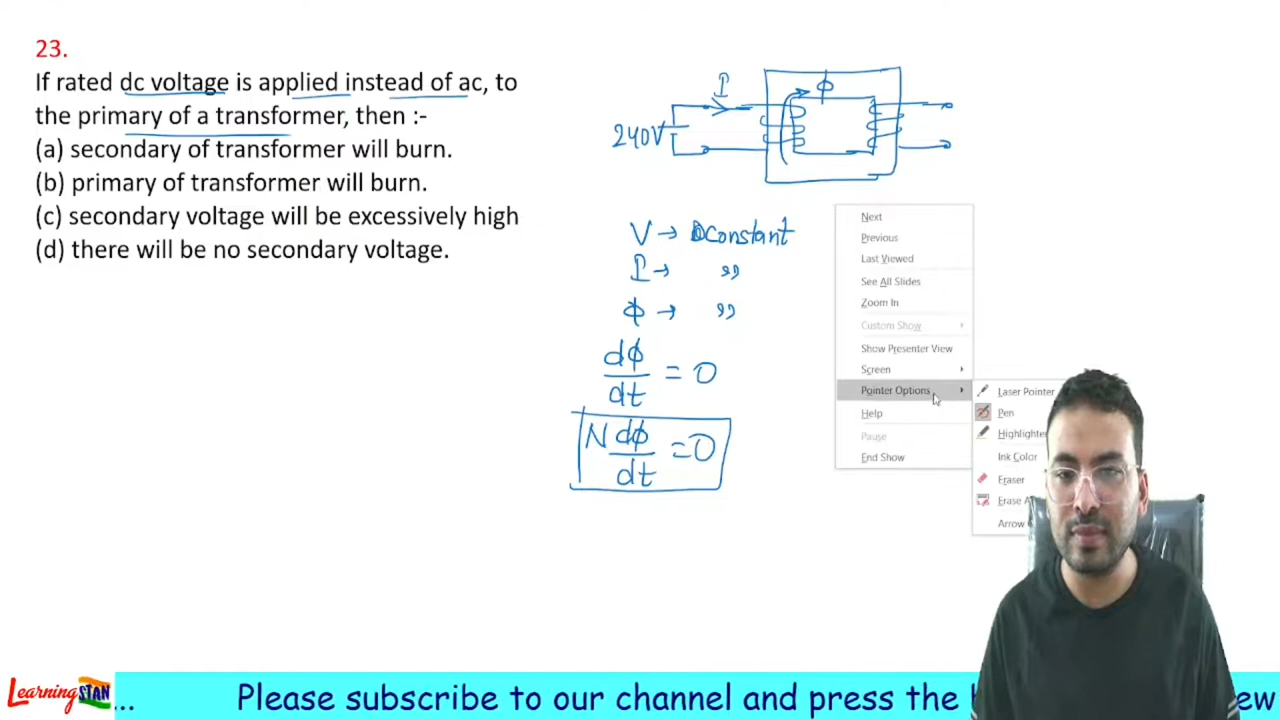 23.
If rated dc voltage is applied instead of ac, to
the primary of a transformer, then :-
(a) secondary of transformer will burn.
(b) primary of transformer will burn.
(c) secondary voltage will be excessively high
(d) there will be no secondary voltage.
I
ϕ
240V
V → constant
I → ,,
ϕ → ,,
dϕ/dt = 0
N dϕ/dt = 0
Next
Previous
Last Viewed
See All Slides
Zoom In
Custom Show
Show Presenter View
Screen
Pointer Options
Help
Pause
End Show
Laser Pointer
Pen
Highlighter
Ink Color
Eraser
Erase A
Arrow
Learning STAN
... Please subscribe to our channel and press the
ew